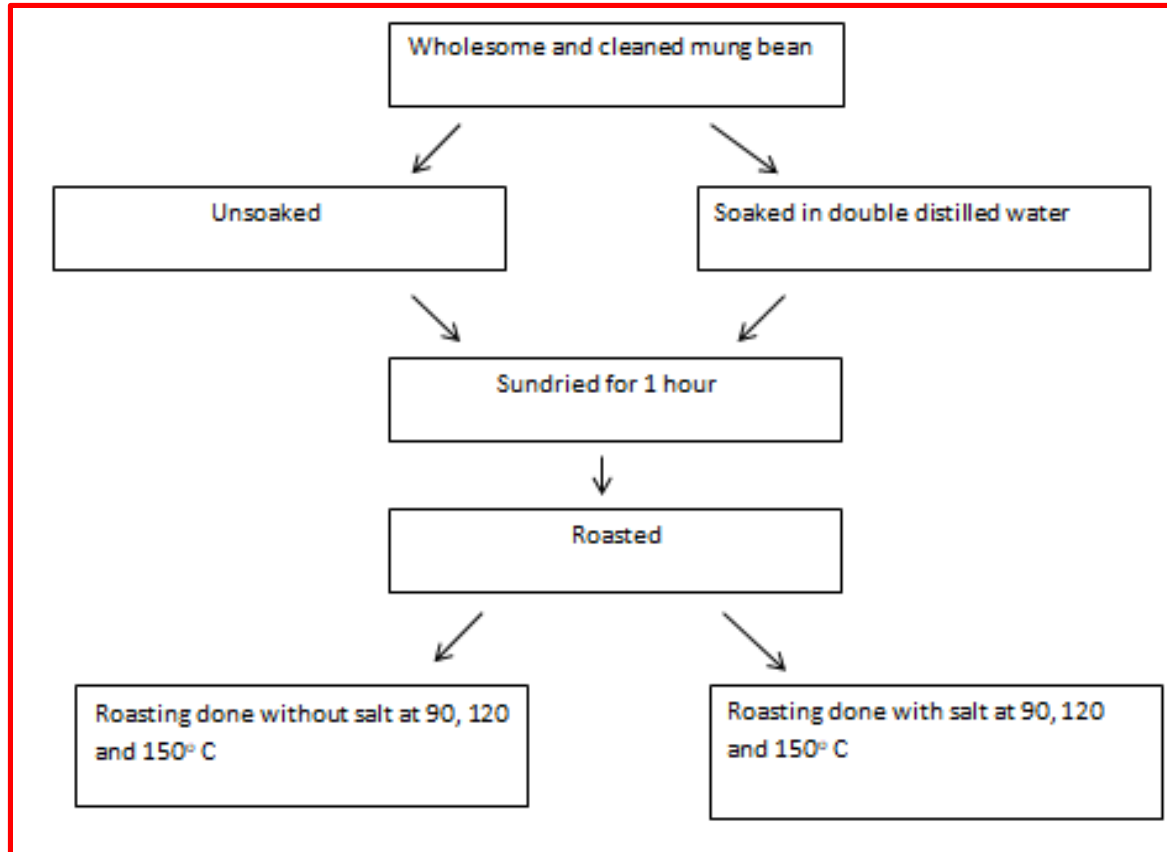 Wholesome and cleaned mung bean
Unsoaked
Soaked in double distilled water
Sundried for 1 hour
Roasted
Roasting done without salt at 90, 120
and 150° C
Roasting done with salt at 90, 120
and 150° C